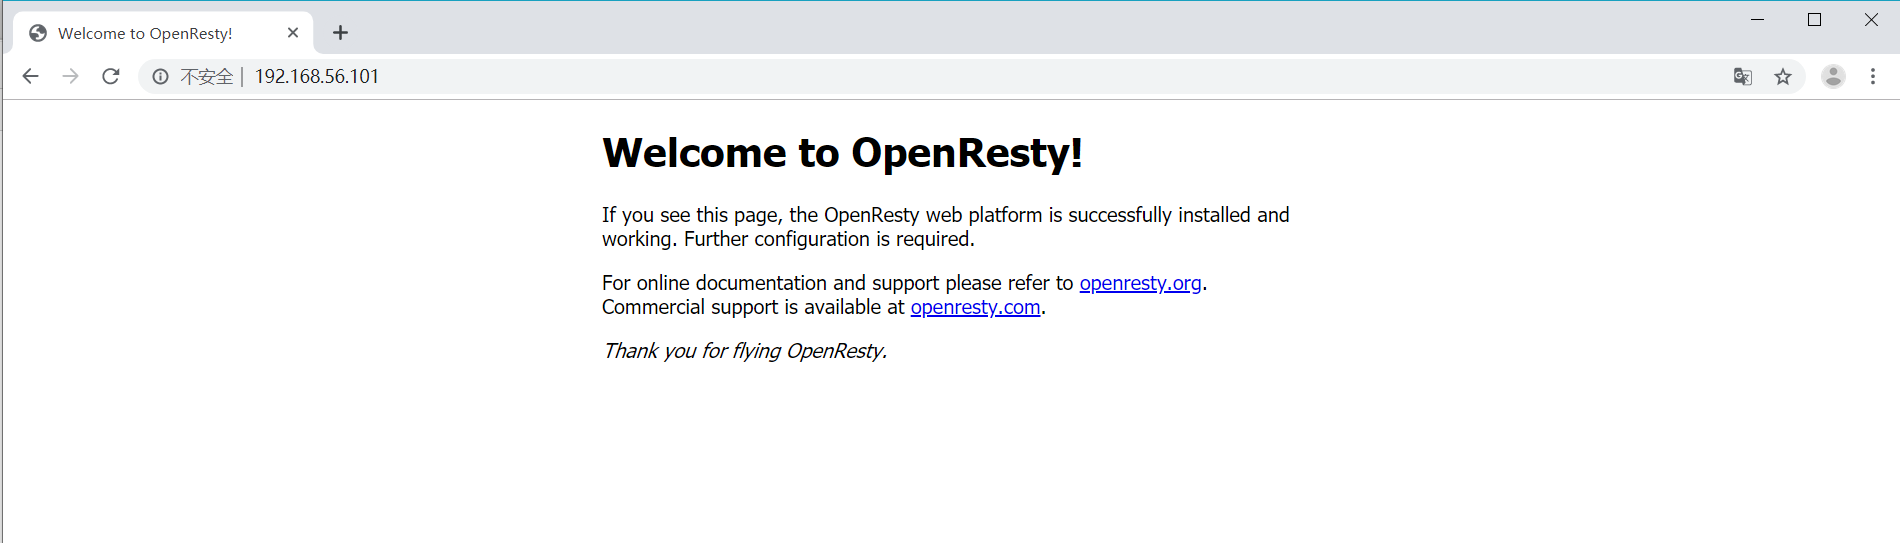 Welcome to OpenResty!
不安全 | 192.168.56.101
Welcome to OpenResty!
If you see this page, the OpenResty web platform is successfully installed and
working. Further configuration is required.
For online documentation and support please refer to openresty.org.
Commercial support is available at openresty.com.
Thank you for flying OpenResty.